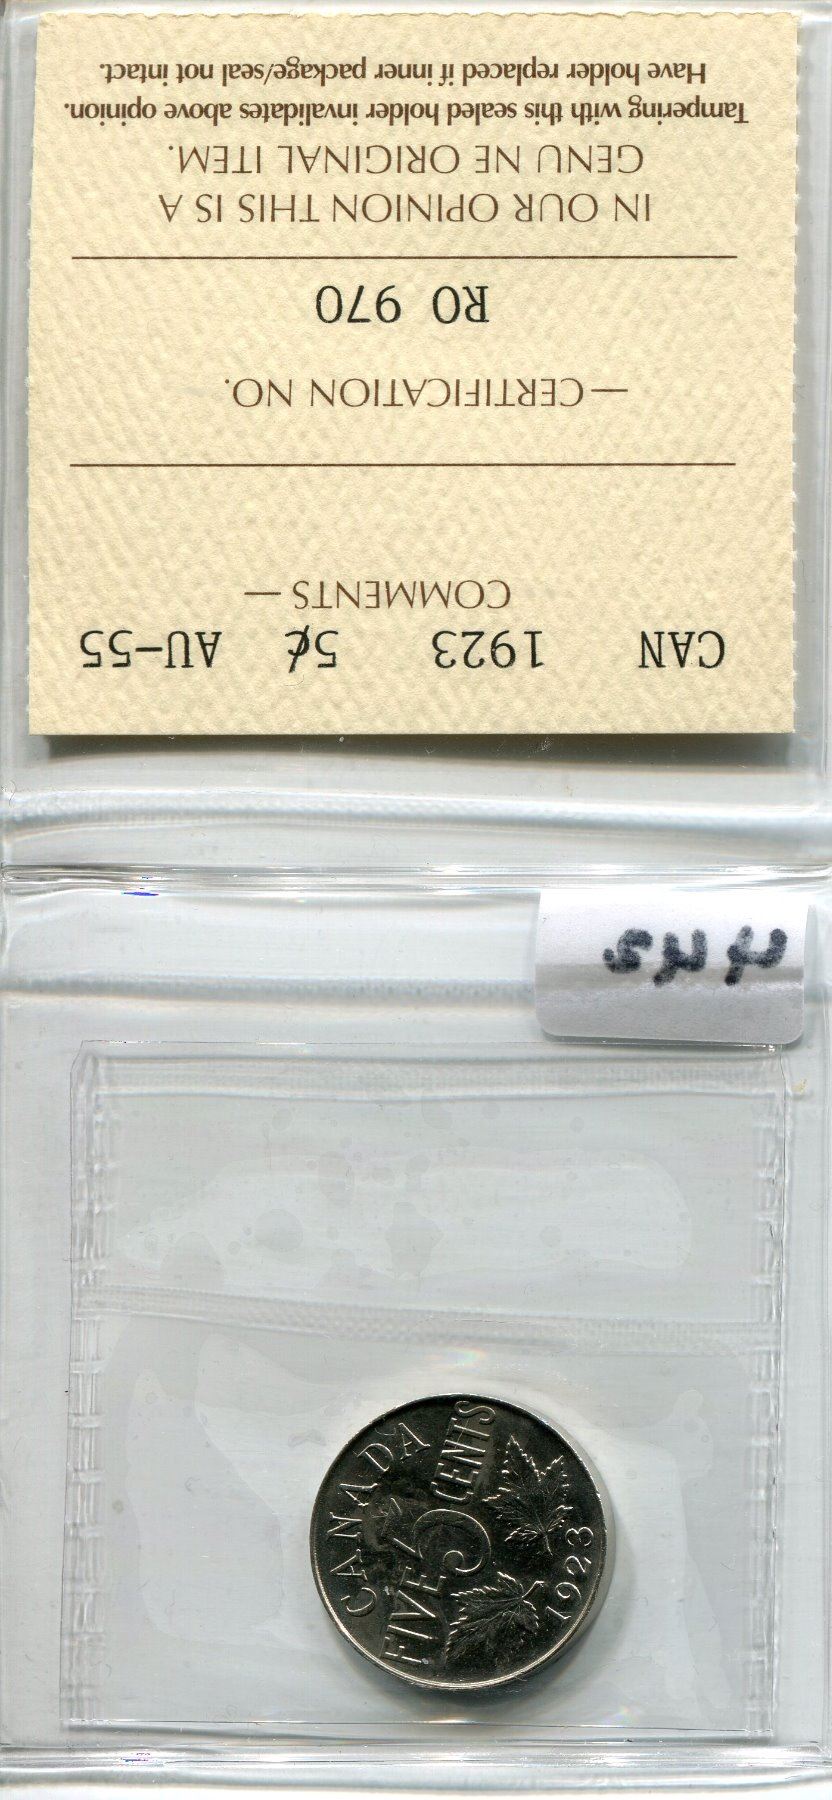 CAN 1923 5¢ AU-55
COMMENTS —
—CERTIFICATION NO.
RO 970
IN OUR OPINION THIS IS A
GENU NE ORIGINAL ITEM.
Tampering with this sealed holder invalidates above opinion.
Have holder replaced if inner package/seal not intact.
CANADA
FIVE 5 CENTS
1923